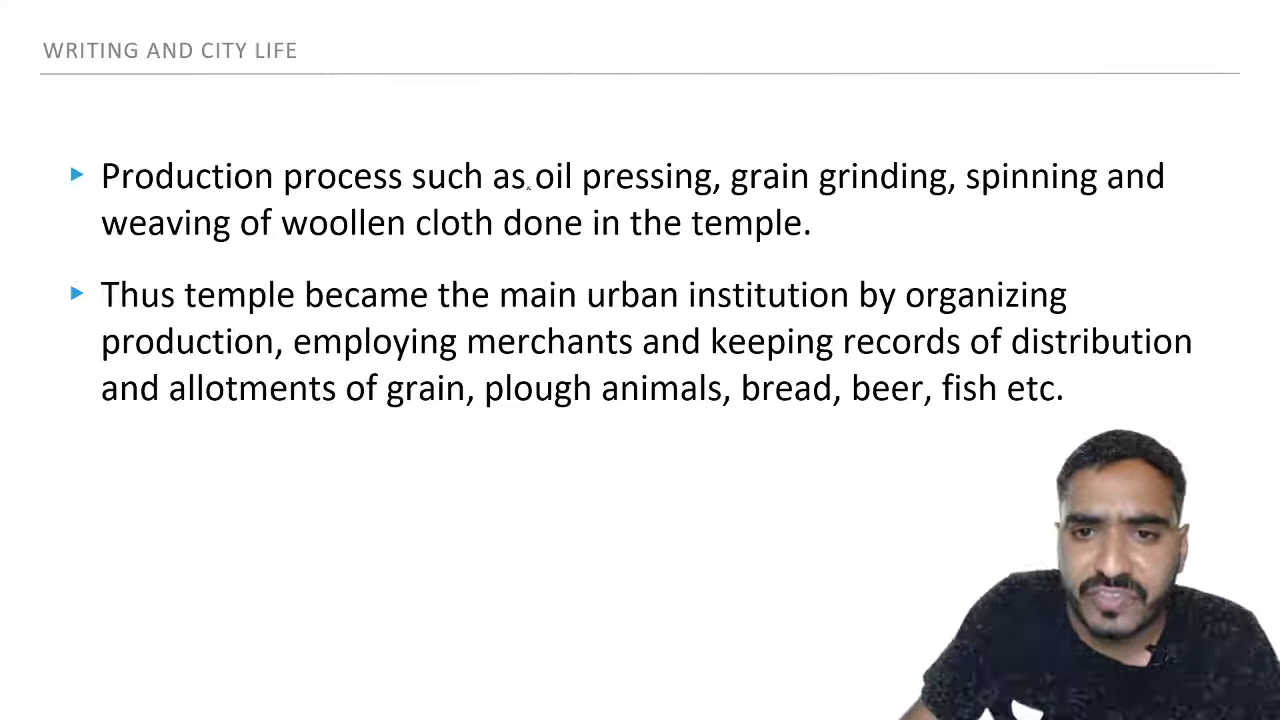 WRITING AND CITY LIFE
Production process such as oil pressing, grain grinding, spinning and
weaving of woollen cloth done in the temple.
Thus temple became the main urban institution by organizing
production, employing merchants and keeping records of distribution
and allotments of grain, plough animals, bread, beer, fish etc.